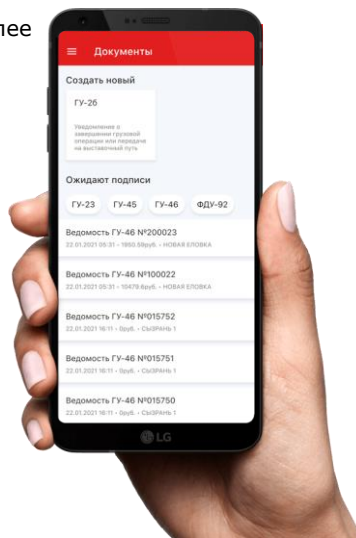 лее
Документы
Создать новый
ГУ-2б
Уведомление о
завершении грузовой
операции или передаче
на выставочный путь
Ожидают подписи
ГУ-23 ГУ-45 ГУ-46 ФДУ-92
Ведомость ГУ-46 №200023
22.01.2021 05:31 - 1980.59руб. - НОВАЯ ЕЛОВКА
Ведомость ГУ-46 №100022
22.01.2021 05:31 - 10479.6руб. - НОВАЯ ЕЛОВКА
Ведомость ГУ-46 №015752
22.01.2021 16:11 - 0руб. - СЫЗРАНЬ 1
Ведомость ГУ-46 №015751
22.01.2021 16:11 - 0руб. - СЫЗРАНЬ 1
Ведомость ГУ-46 №015750
22.01.2021 16:11 - 0руб. - СЫЗРАНЬ 1
LG